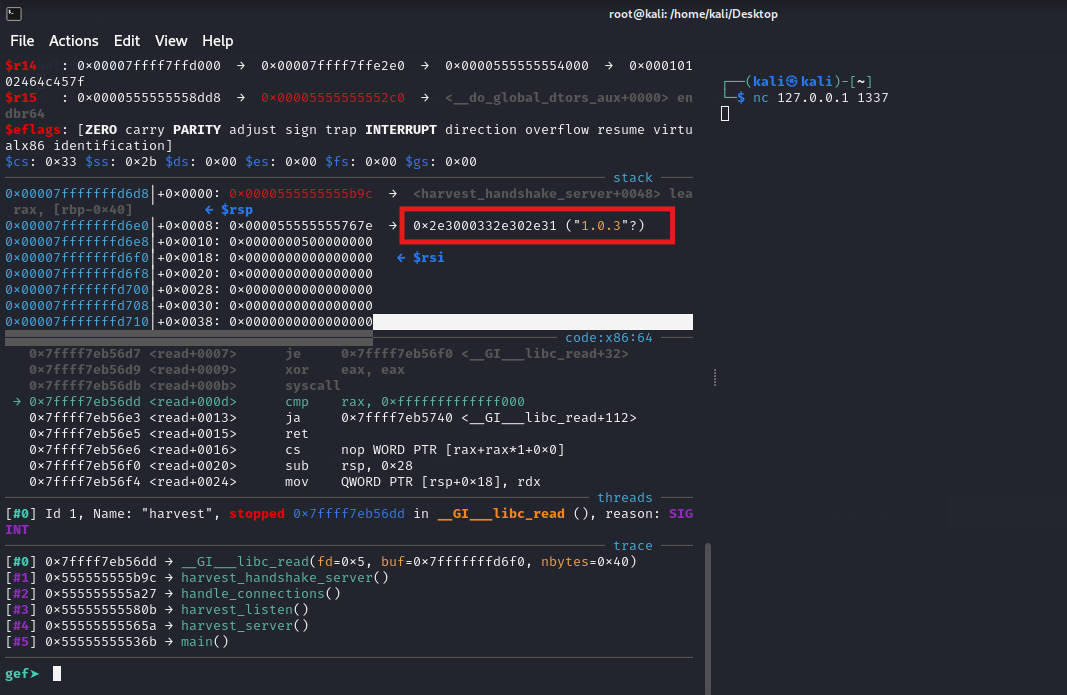 root@kali: /home/kali/Desktop
File Actions Edit View Help
$r14 : 0×00007ffff7ffd000 → 0×00007ffff7ffe2e0 → 0×0000555555554000 → 0×000101
02464c457f
$r15 : 0×0000555555558dd8 → 0×00005555555552c0 → <__do_global_dtors_aux+0000> en
dbr64
$eflags: [ZERO carry PARITY adjust sign trap INTERRUPT direction overflow resume virtu
alx86 identification]
$cs: 0×33 $ss: 0×2b $ds: 0×00 $es: 0×00 $fs: 0×00 $gs: 0×00
stack
0×00007fffffffd6d8│+0×0000: 0×0000555555555b9c → <harvest_handshake_server+0048> lea
rax, [rbp-0×40] ← $rsp
0×00007fffffffd6e0│+0×0008: 0×000055555555767e → 0×2e3000332e302e31 ("1.0.3"?)
0×00007fffffffd6e8│+0×0010: 0×0000000500000000
0×00007fffffffd6f0│+0×0018: 0×0000000000000000 ← $rsi
0×00007fffffffd6f8│+0×0020: 0×0000000000000000
0×00007fffffffd700│+0×0028: 0×0000000000000000
0×00007fffffffd708│+0×0030: 0×0000000000000000
0×00007fffffffd710│+0×0038: 0×0000000000000000
code:x86:64
0×7ffff7eb56d7 <read+0007> je 0×7ffff7eb56f0 <__GI___libc_read+32>
0×7ffff7eb56d9 <read+0009> xor eax, eax
0×7ffff7eb56db <read+000b> syscall
→ 0×7ffff7eb56dd <read+000d> cmp rax, 0×fffffffffffff000
0×7ffff7eb56e3 <read+0013> ja 0×7ffff7eb5740 <__GI___libc_read+112>
0×7ffff7eb56e5 <read+0015> ret
0×7ffff7eb56e6 <read+0016> cs nop WORD PTR [rax+rax*1+0×0]
0×7ffff7eb56f0 <read+0020> sub rsp, 0×28
0×7ffff7eb56f4 <read+0024> mov QWORD PTR [rsp+0×18], rdx
threads
[#0] Id 1, Name: "harvest", stopped 0×7ffff7eb56dd in __GI___libc_read (), reason: SIG
INT
trace
[#0] 0×7ffff7eb56dd → __GI___libc_read(fd=0×5, buf=0×7fffffffd6f0, nbytes=0×40)
[#1] 0×555555555b9c → harvest_handshake_server()
[#2] 0×555555555a27 → handle_connections()
[#3] 0×55555555580b → harvest_listen()
[#4] 0×55555555565a → harvest_server()
[#5] 0×55555555536b → main()
gef➤
┌──(kali㉿kali)-[~]
└─$ nc 127.0.0.1 1337